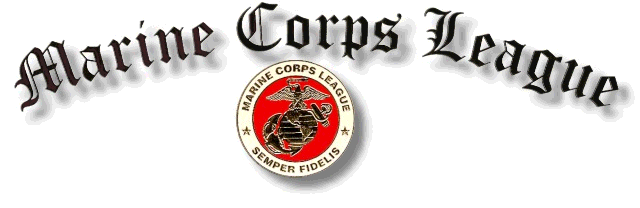 Marine Corps League
MARINE CORPS LEAGUE
SEMPER FIDELIS